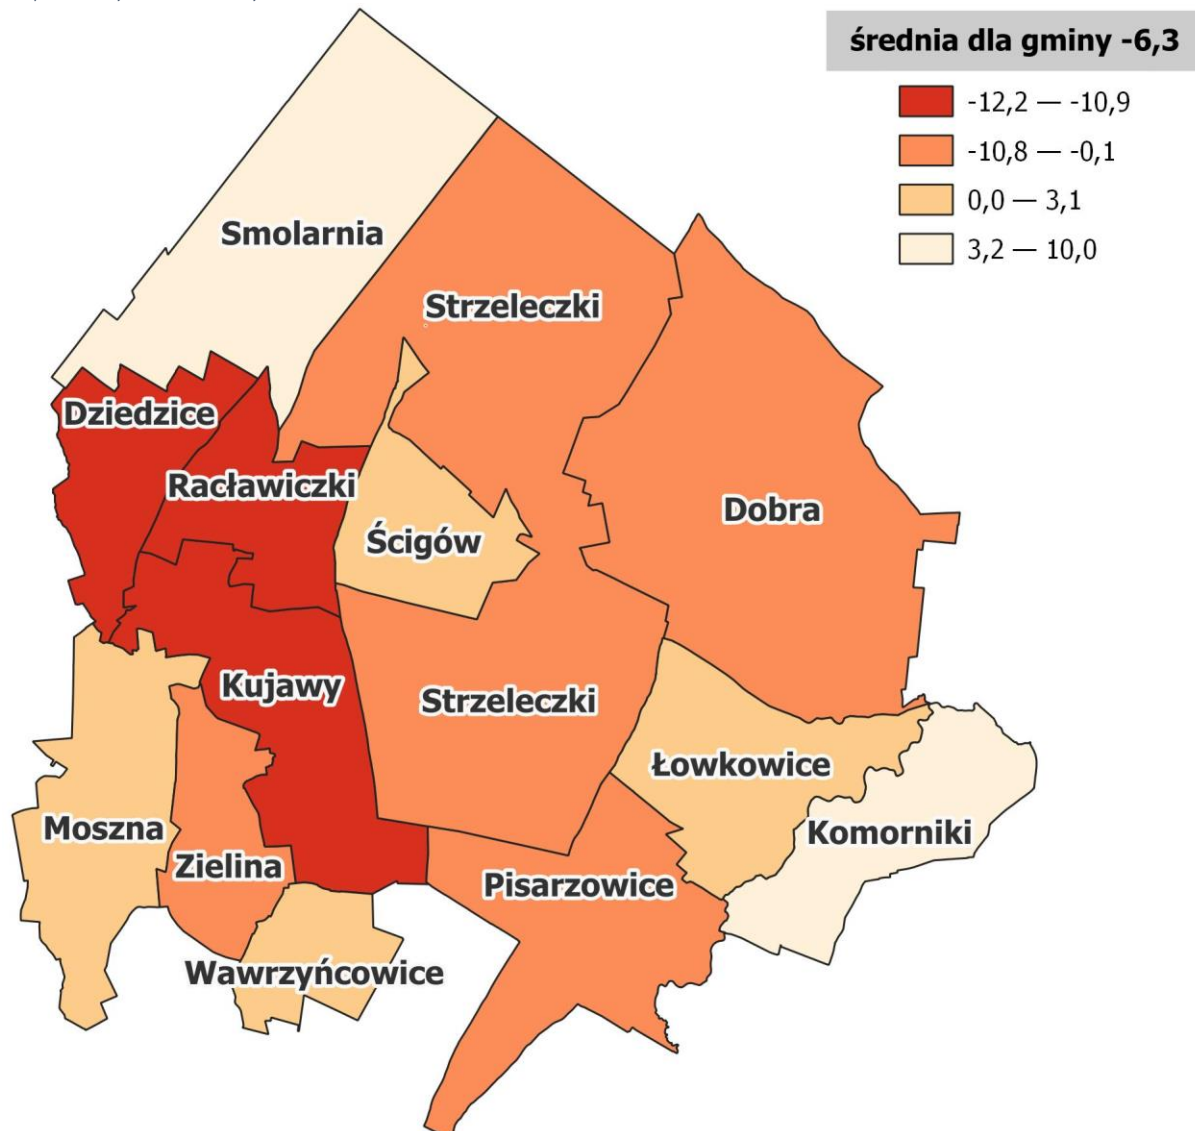 średnia dla gminy -6,3
-12,2 — -10,9
-10,8 — -0,1
0,0 — 3,1
3,2 — 10,0
Smolarnia
Strzeleczki
Dziedzice
Racławiczki
Ścigów
Dobra
Kujawy
Strzeleczki
Łowkowice
Moszna
Zielina
Komorniki
Pisarzowice
Wawrzyńcowice